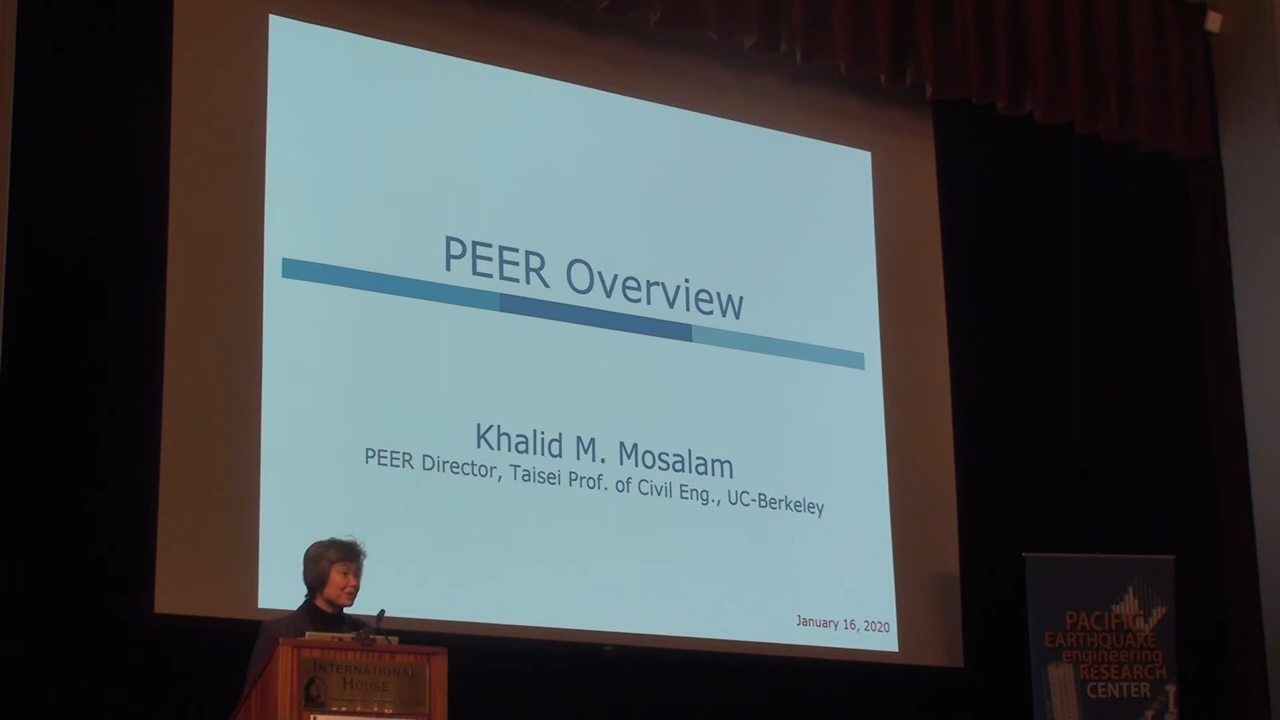 PEER Overview
Khalid M. Mosalam
PEER Director, Taisei Prof. of Civil Eng., UC-Berkeley
January 16, 2020
INTERNATIONAL
HOUSE
PACIFIC
EARTHQUAKE
engineering
RESEARCH
CENTER